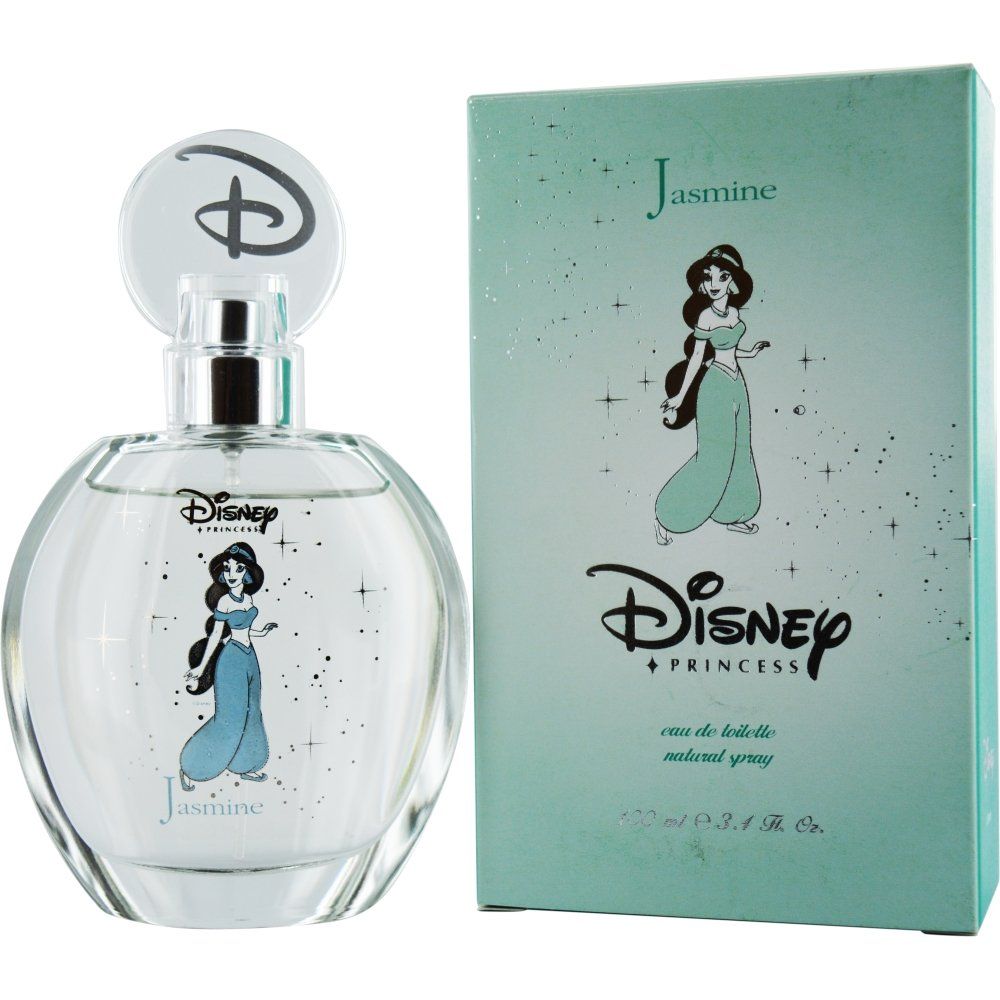 D
Disney
PRINCESS
Jasmine
Jasmine
Disney
PRINCESS
eau de toilette
natural spray
100 ml e 3.4 Fl. Oz.